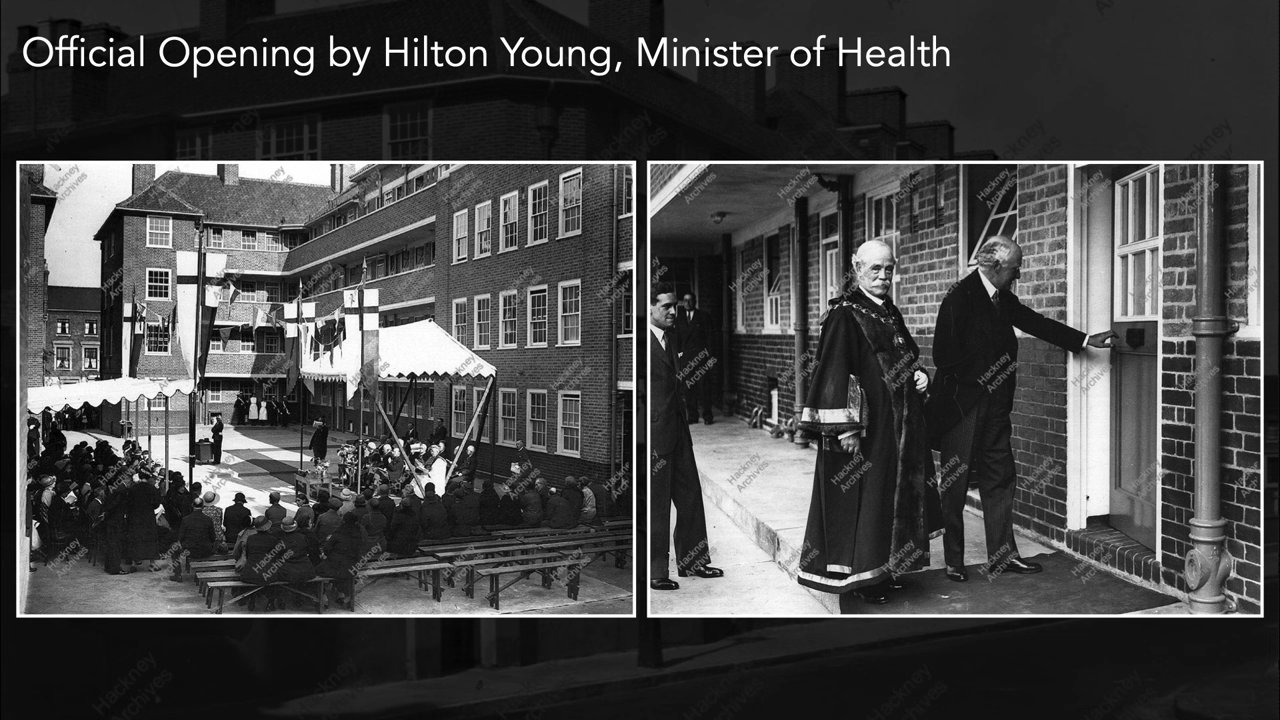 Official Opening by Hilton Young, Minister of Health
Hackney
Archives